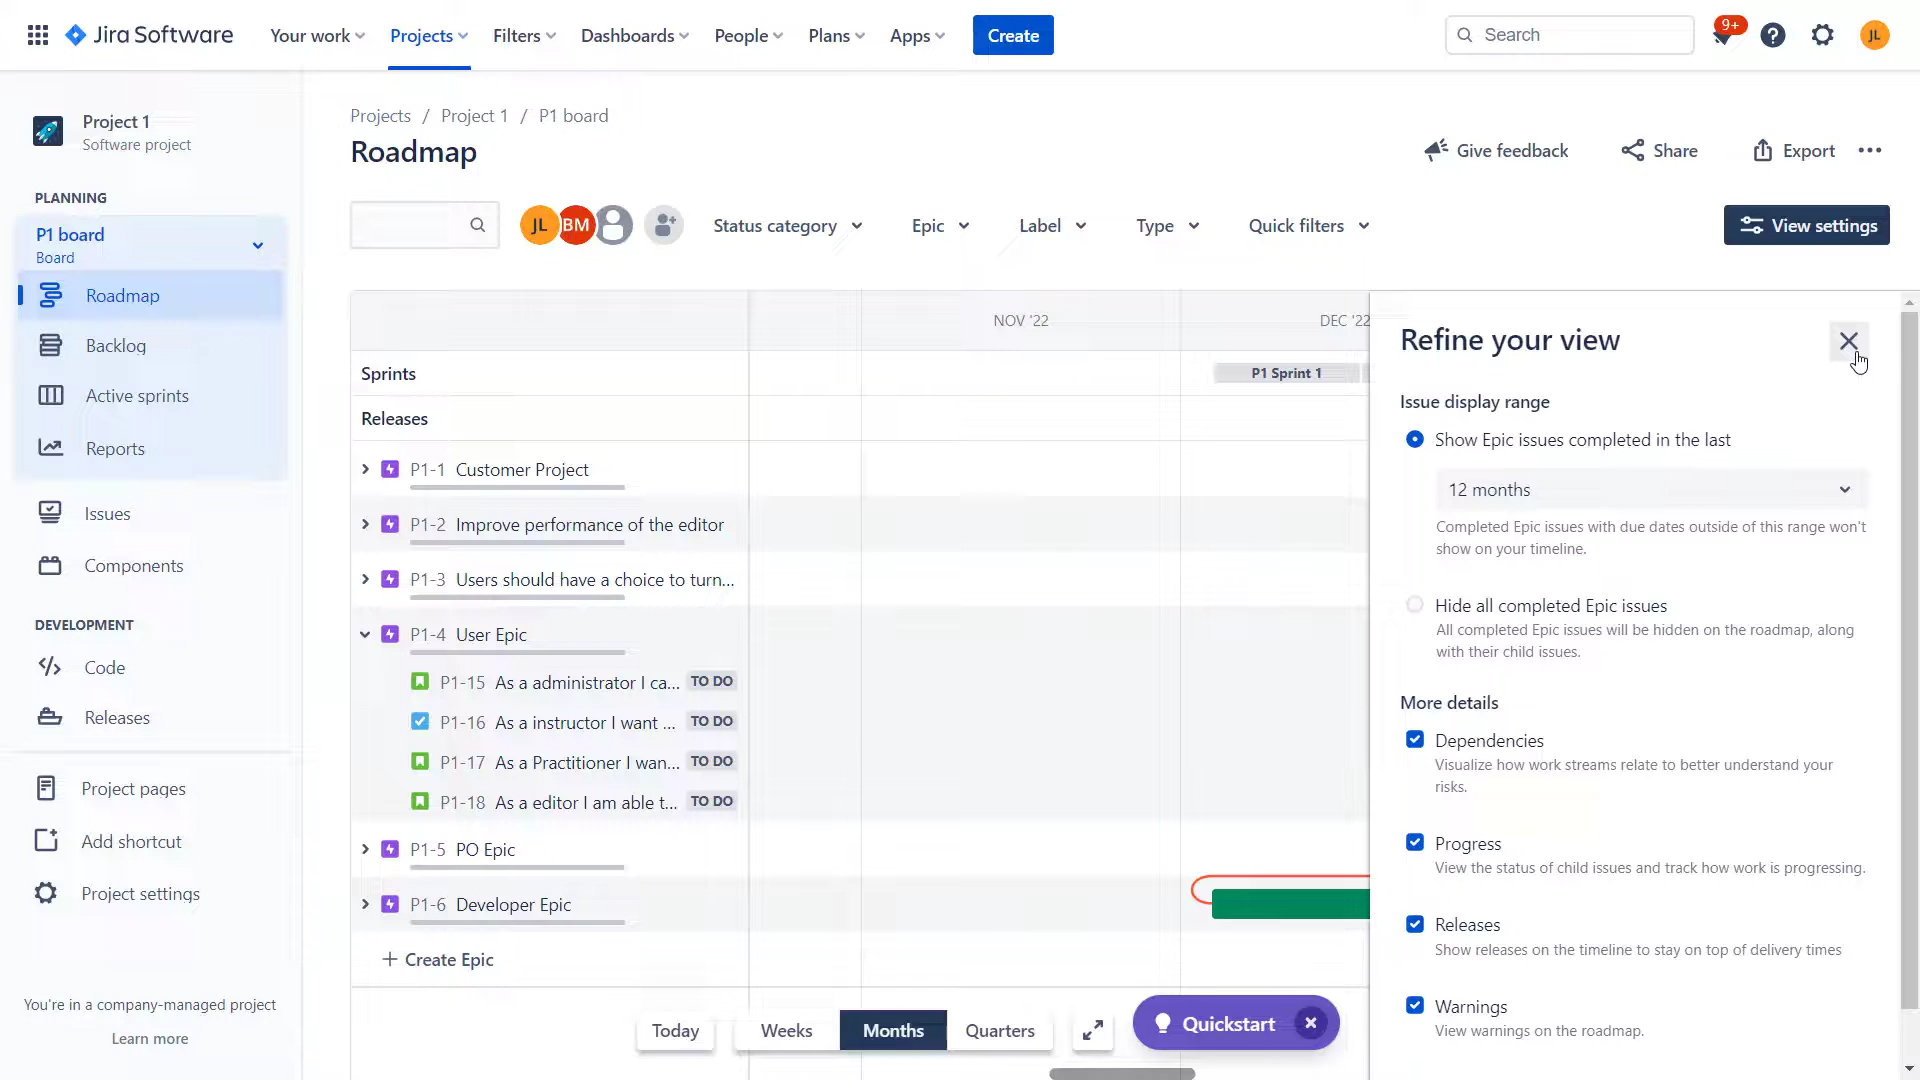 Jira Software
Your work
Projects
Filters
Dashboards
People
Plans
Apps
Create
Search
9+
JL
Project 1
Software project
PLANNING
P1 board
Board
Roadmap
Backlog
Active sprints
Reports
Issues
Components
DEVELOPMENT
Code
Releases
Project pages
Add shortcut
Project settings
You're in a company-managed project
Learn more
Projects / Project 1 / P1 board
Roadmap
Give feedback
Share
Export
JL
BM
Status category
Epic
Label
Type
Quick filters
View settings
NOV '22
DEC '22
Sprints
P1 Sprint 1
Releases
P1-1 Customer Project
P1-2 Improve performance of the editor
P1-3 Users should have a choice to turn...
P1-4 User Epic
P1-15 As a administrator I ca... TO DO
P1-16 As a instructor I want ... TO DO
P1-17 As a Practitioner I wan... TO DO
P1-18 As a editor I am able t... TO DO
P1-5 PO Epic
P1-6 Developer Epic
+ Create Epic
Today
Weeks
Months
Quarters
Quickstart
Refine your view
Issue display range
Show Epic issues completed in the last
12 months
Completed Epic issues with due dates outside of this range won't
show on your timeline.
Hide all completed Epic issues
All completed Epic issues will be hidden on the roadmap, along
with their child issues.
More details
Dependencies
Visualize how work streams relate to better understand your
risks.
Progress
View the status of child issues and track how work is progressing.
Releases
Show releases on the timeline to stay on top of delivery times
Warnings
View warnings on the roadmap.